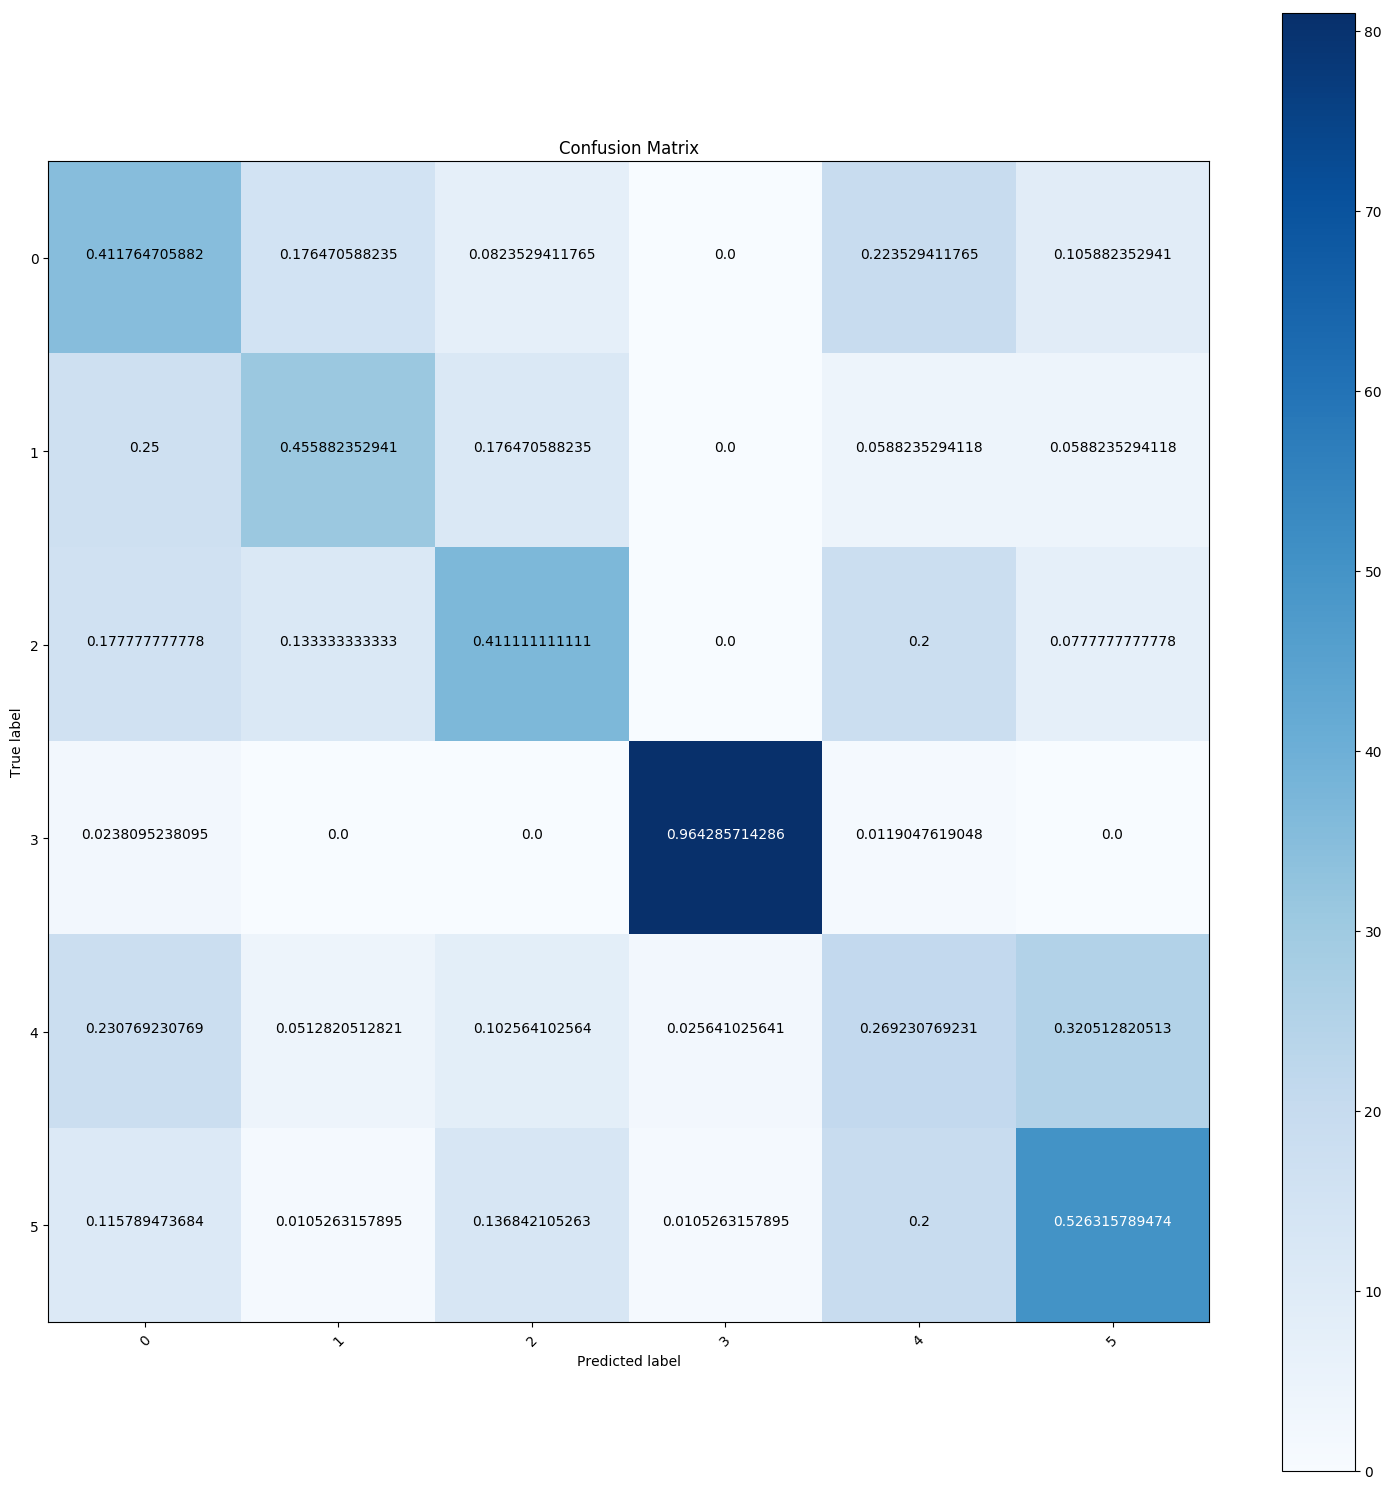 Confusion Matrix
0 0.411764705882 0.176470588235 0.0823529411765 0.0 0.223529411765 0.105882352941
1 0.25 0.455882352941 0.176470588235 0.0 0.0588235294118 0.0588235294118
2 0.177777777778 0.133333333333 0.411111111111 0.0 0.2 0.0777777777778
3 0.0238095238095 0.0 0.0 0.964285714286 0.0119047619048 0.0
4 0.230769230769 0.0512820512821 0.102564102564 0.025641025641 0.269230769231 0.320512820513
5 0.115789473684 0.0105263157895 0.136842105263 0.0105263157895 0.2 0.526315789474
True label
0 1 2 3 4 5
Predicted label
80
70
60
50
40
30
20
10
0